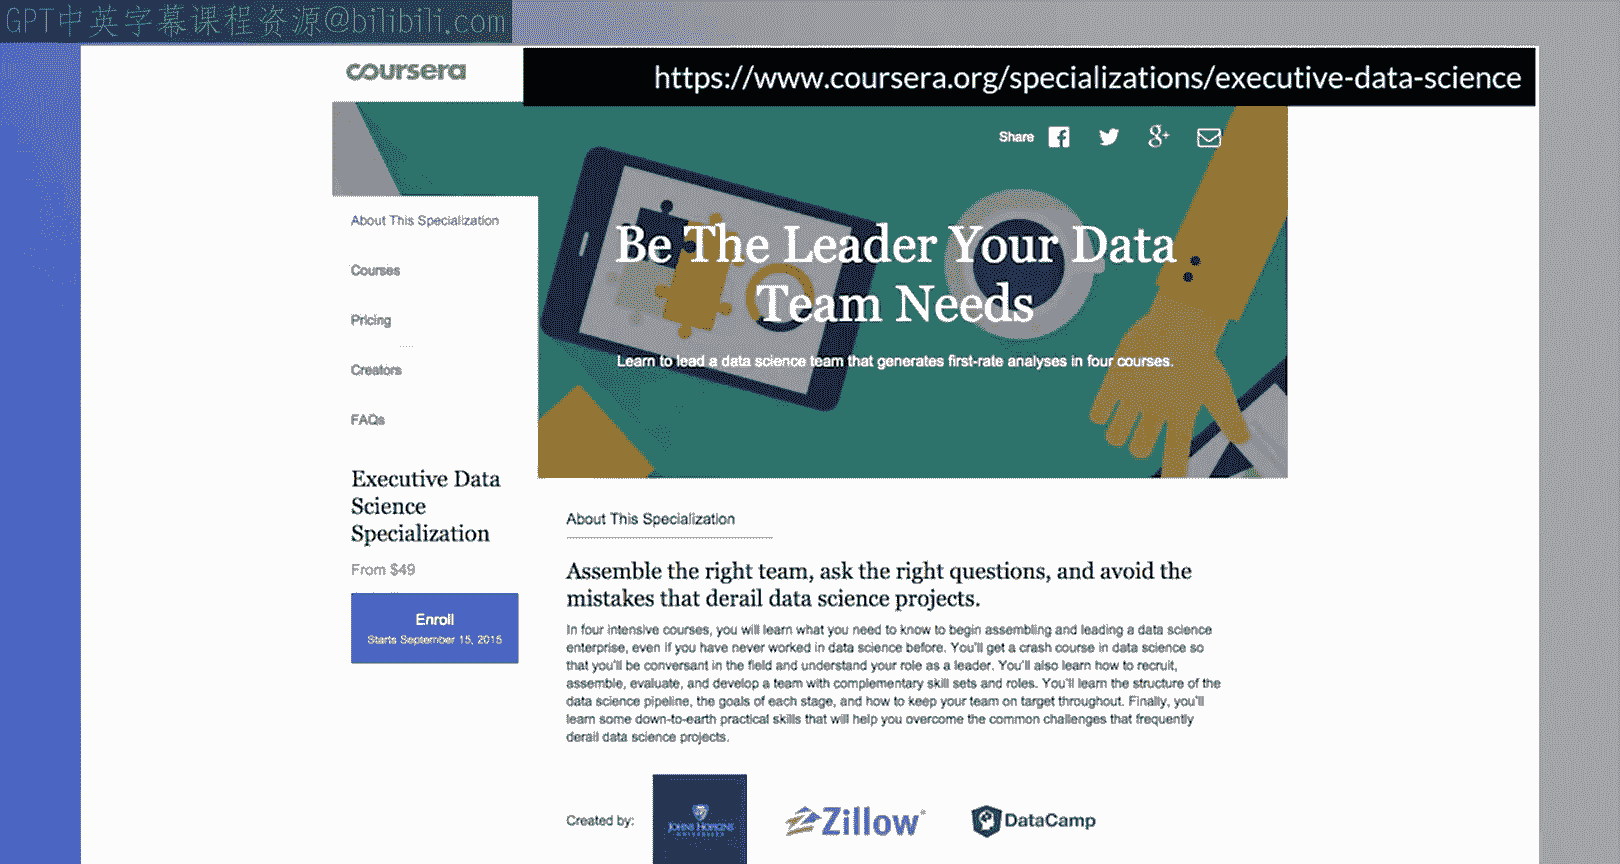 GPT中英字幕课程资源@bilibili.com
coursera
https://www.coursera.org/specializations/executive-data-science
Share
About This Specialization
Courses
Pricing
Creators
FAQs
Be The Leader Your Data
Team Needs
Learn to lead a data science team that generates first-rate analyses in four courses.
Executive Data
Science
Specialization
From $49
Enroll
Starts September 15, 2015
About This Specialization
Assemble the right team, ask the right questions, and avoid the
mistakes that derail data science projects.
In four intensive courses, you will learn what you need to know to begin assembling and leading a data science
enterprise, even if you have never worked in data science before. You'll get a crash course in data science so
that you'll be conversant in the field and understand your role as a leader. You'll also learn how to recruit,
assemble, evaluate, and develop a team with complementary skill sets and roles. You'll learn the structure of the
data science pipeline, the goals of each stage, and how to keep your team on target throughout. Finally, you'll
learn some down-to-earth practical skills that will help you overcome the common challenges that frequently
derail data science projects.
Created by:
JOHNS HOPKINS
UNIVERSITY
Zillow
DataCamp